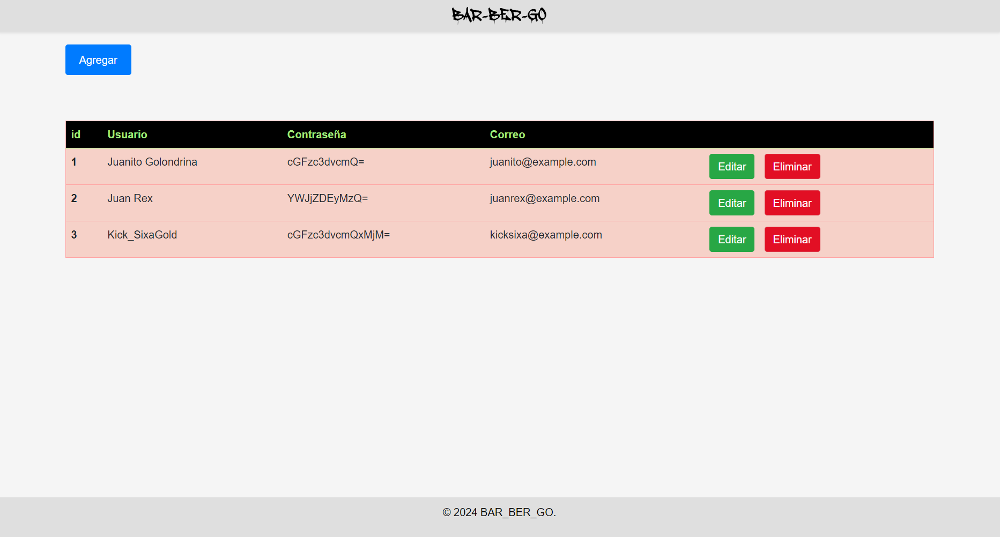 BAR-BER-GO
Agregar
id Usuario Contraseña Correo
1 Juanito Golondrina cGFzc3dvcmQ= juanito@example.com Editar Eliminar
2 Juan Rex YWJjZDEyMzQ= juanrex@example.com Editar Eliminar
3 Kick_SixaGold cGFzc3dvcmQxMjM= kicksixa@example.com Editar Eliminar
© 2024 BAR_BER_GO.